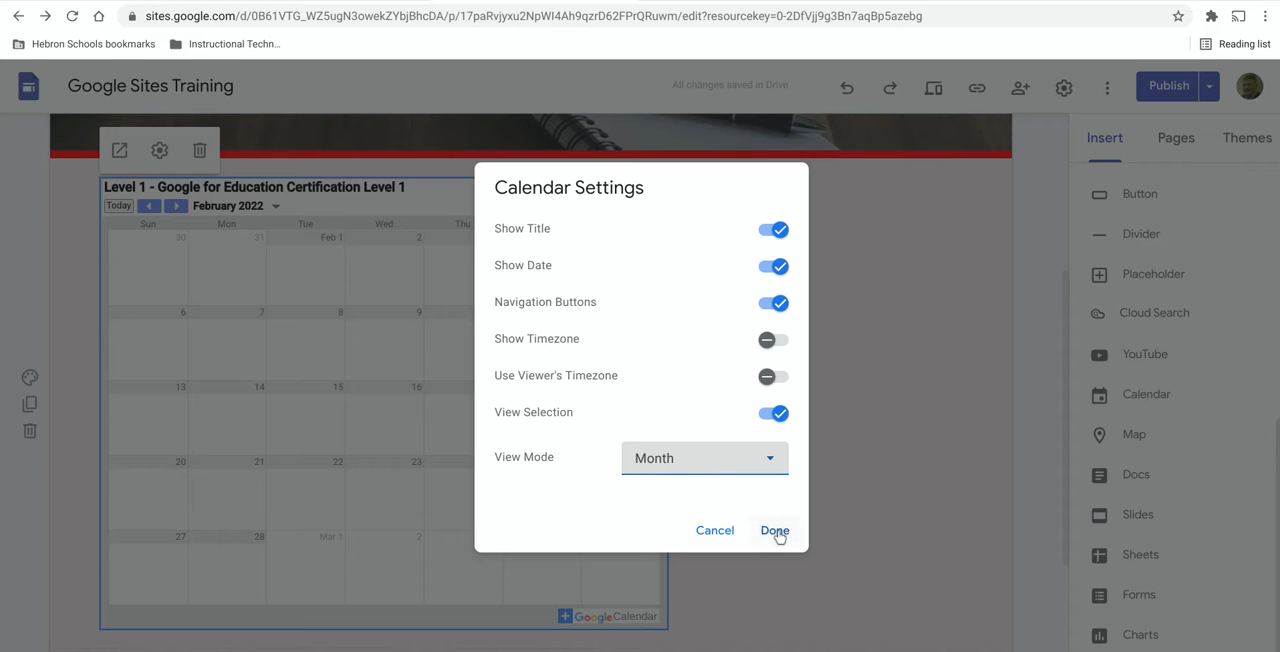 sites.google.com/d/0B61VTG_WZ5ugN3owekZYbjBhcDA/p/17paRvjyxu2NpWI4Ah9qzrD62FPrQRuwm/edit?resourcekey=0-2DfVjj9g3Bn7aqBp5azebg
Hebron Schools bookmarks
Instructional Techn...
Reading list
Google Sites Training
All changes saved in Drive
Publish
Insert
Pages
Themes
Level 1 - Google for Education Certification Level 1
Today
February 2022
Sun Mon Tue Wed Thu
30 31 Feb 1 2
6 7 8 9
13 14 15 16
20 21 22 23
27 28 Mar 1 2
Google Calendar
Calendar Settings
Show Title
Show Date
Navigation Buttons
Show Timezone
Use Viewer's Timezone
View Selection
View Mode
Month
Cancel
Done
Button
Divider
Placeholder
Cloud Search
YouTube
Calendar
Map
Docs
Slides
Sheets
Forms
Charts